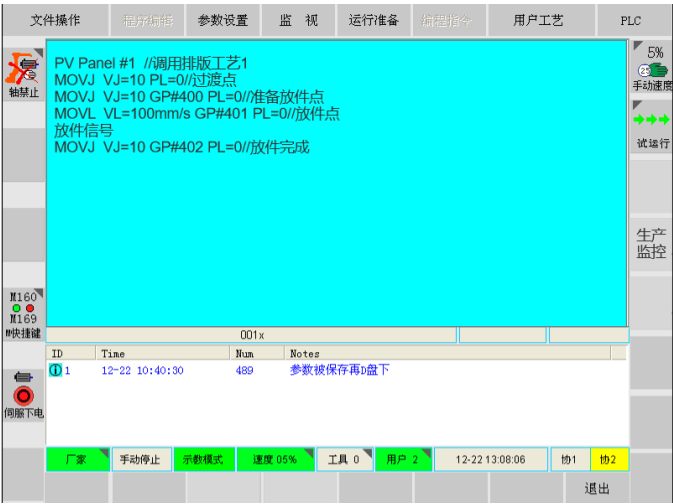 文件操作 程序编辑 参数设置 监 视 运行准备 编程指令 用户工艺 PLC
轴禁止
PV Panel #1 //调用排版工艺1
MOVJ VJ=10 PL=0//过渡点
MOVJ VJ=10 GP#400 PL=0//准备放件点
MOVL VL=100mm/s GP#401 PL=0//放件点
放件信号
MOVJ VJ=10 GP#402 PL=0//放件完成
5%
25
手动速度
试运行
生产
监控
M160
M169
M快捷键
伺服下电
001x
ID Time Num Notes
1 12-22 10:40:30 489 参数被保存再D盘下
厂家 手动停止 示教模式 速度 05% 工具 0 用户 2 12-22 13:08:06 协1 协2
退出